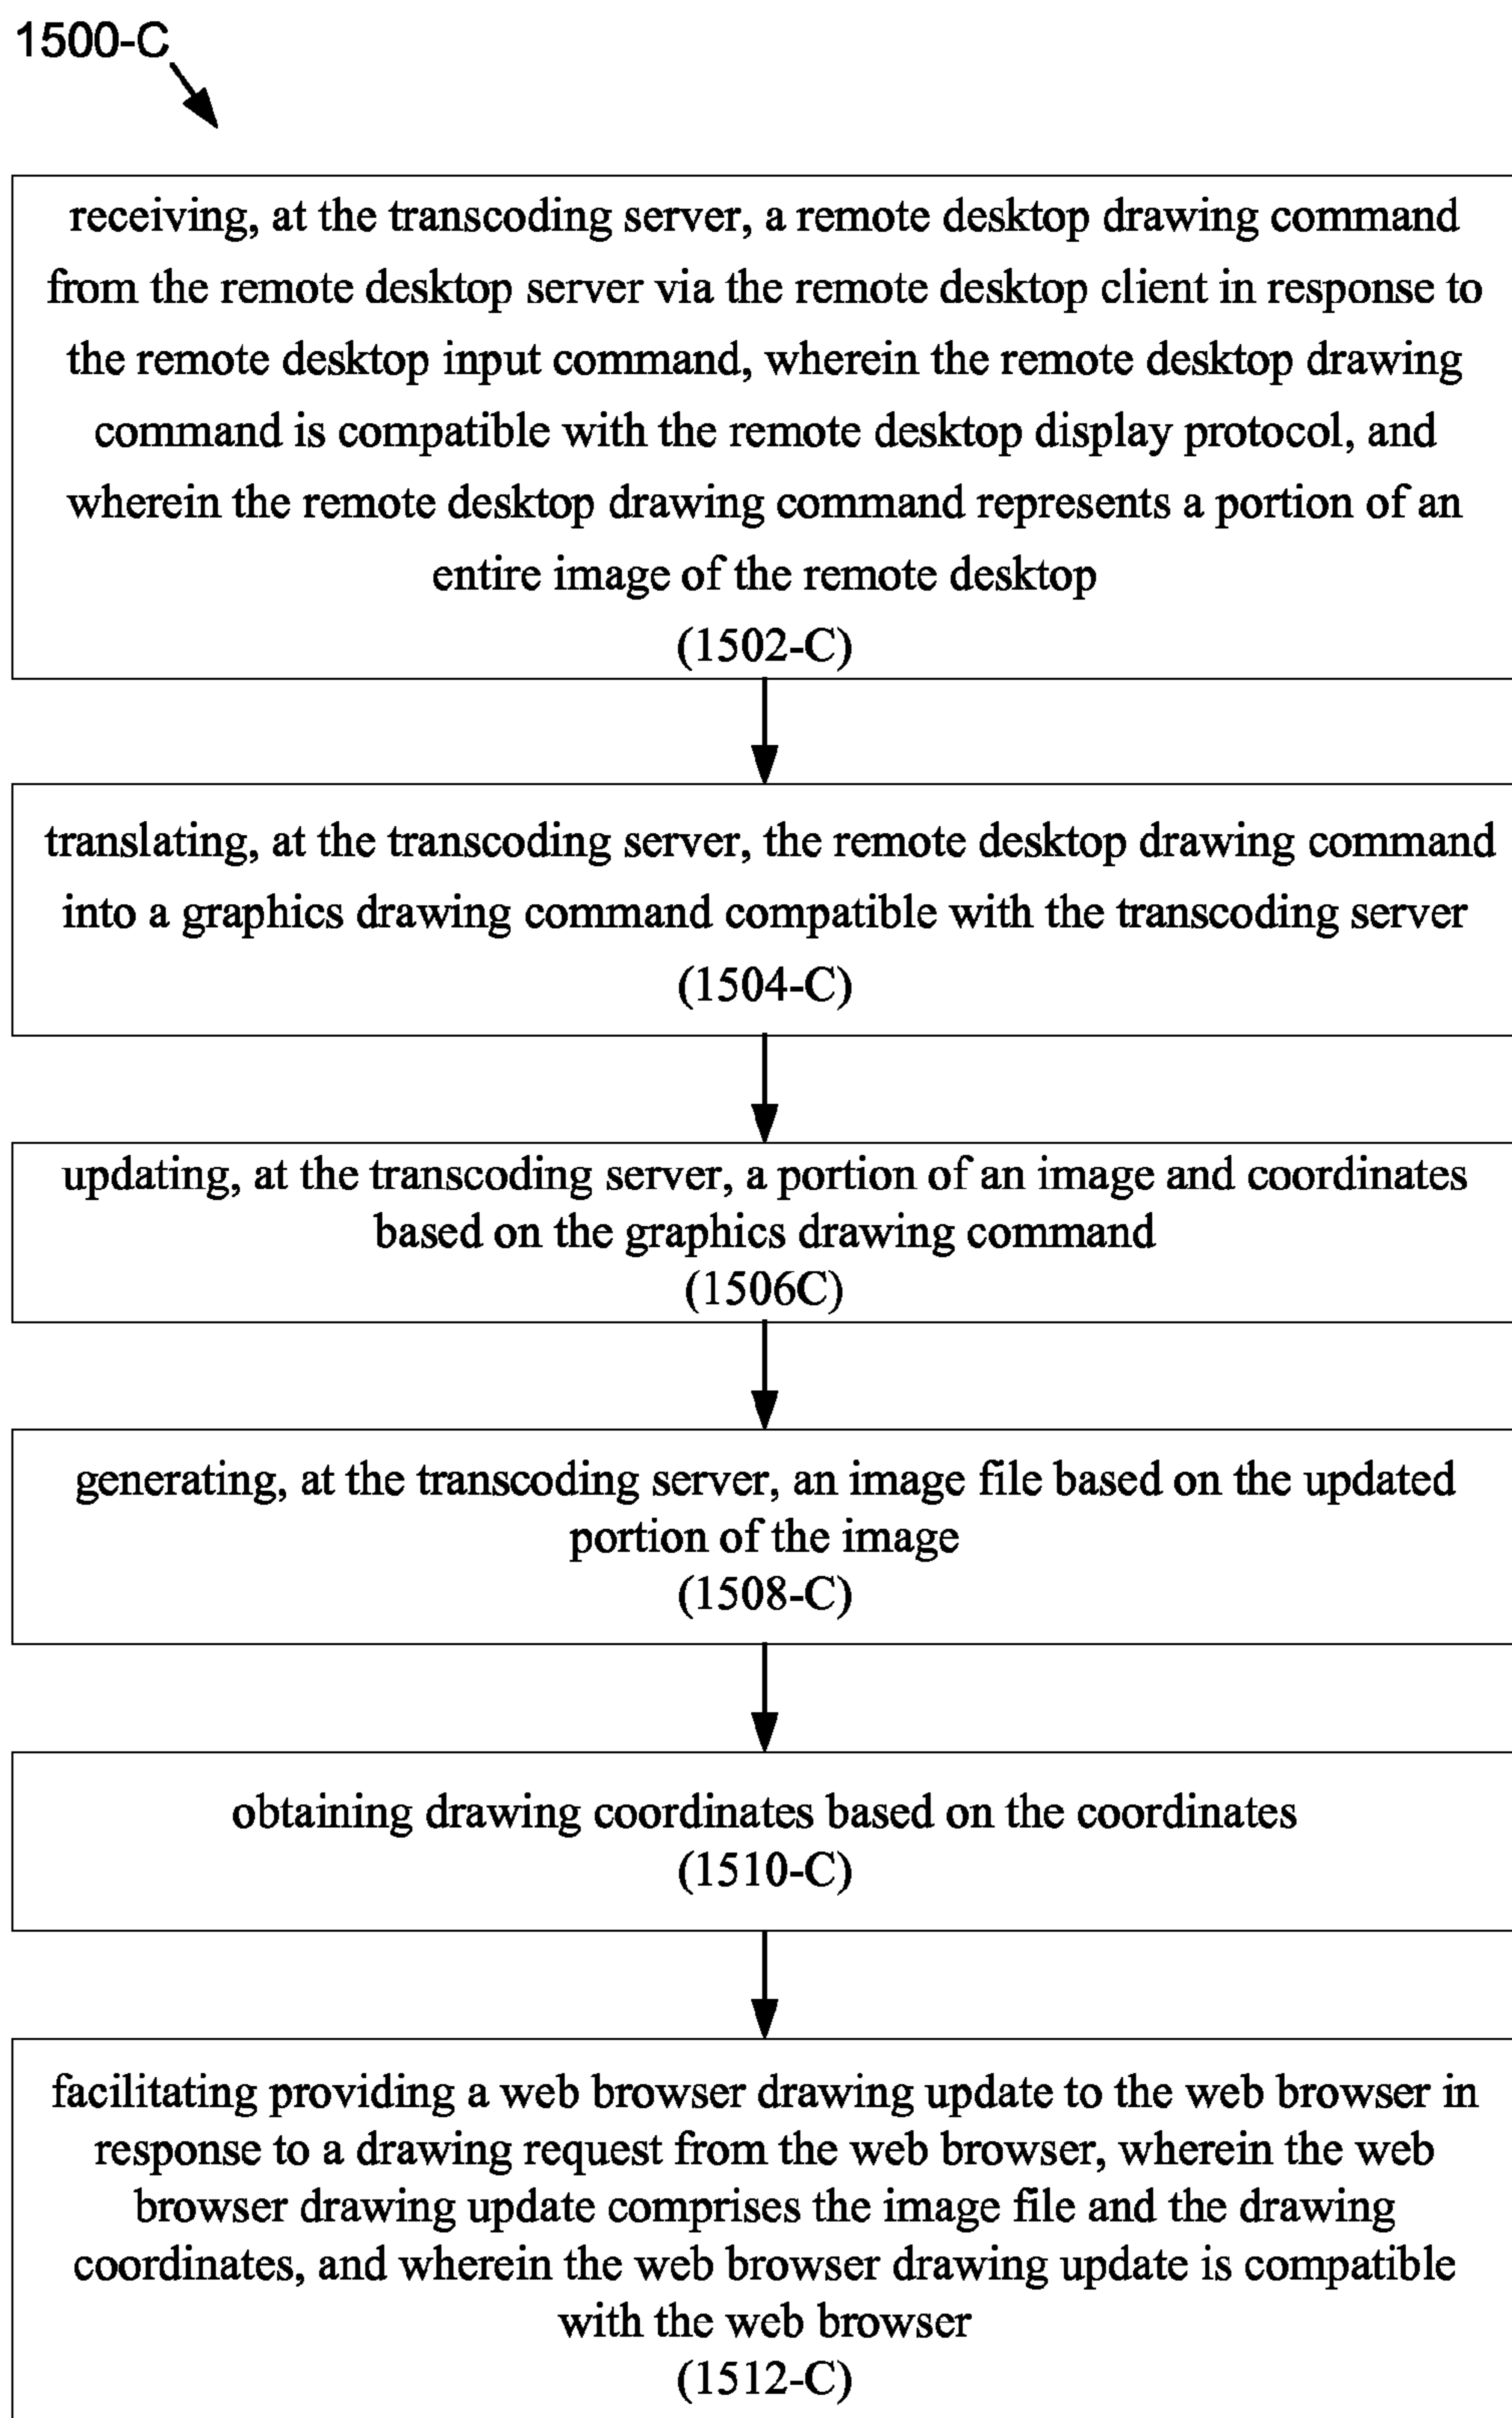 1500-C
receiving, at the transcoding server, a remote desktop drawing command
from the remote desktop server via the remote desktop client in response to
the remote desktop input command, wherein the remote desktop drawing
command is compatible with the remote desktop display protocol, and
wherein the remote desktop drawing command represents a portion of an
entire image of the remote desktop
(1502-C)
translating, at the transcoding server, the remote desktop drawing command
into a graphics drawing command compatible with the transcoding server
(1504-C)
updating, at the transcoding server, a portion of an image and coordinates
based on the graphics drawing command
(1506C)
generating, at the transcoding server, an image file based on the updated
portion of the image
(1508-C)
obtaining drawing coordinates based on the coordinates
(1510-C)
facilitating providing a web browser drawing update to the web browser in
response to a drawing request from the web browser, wherein the web
browser drawing update comprises the image file and the drawing
coordinates, and wherein the web browser drawing update is compatible
with the web browser
(1512-C)